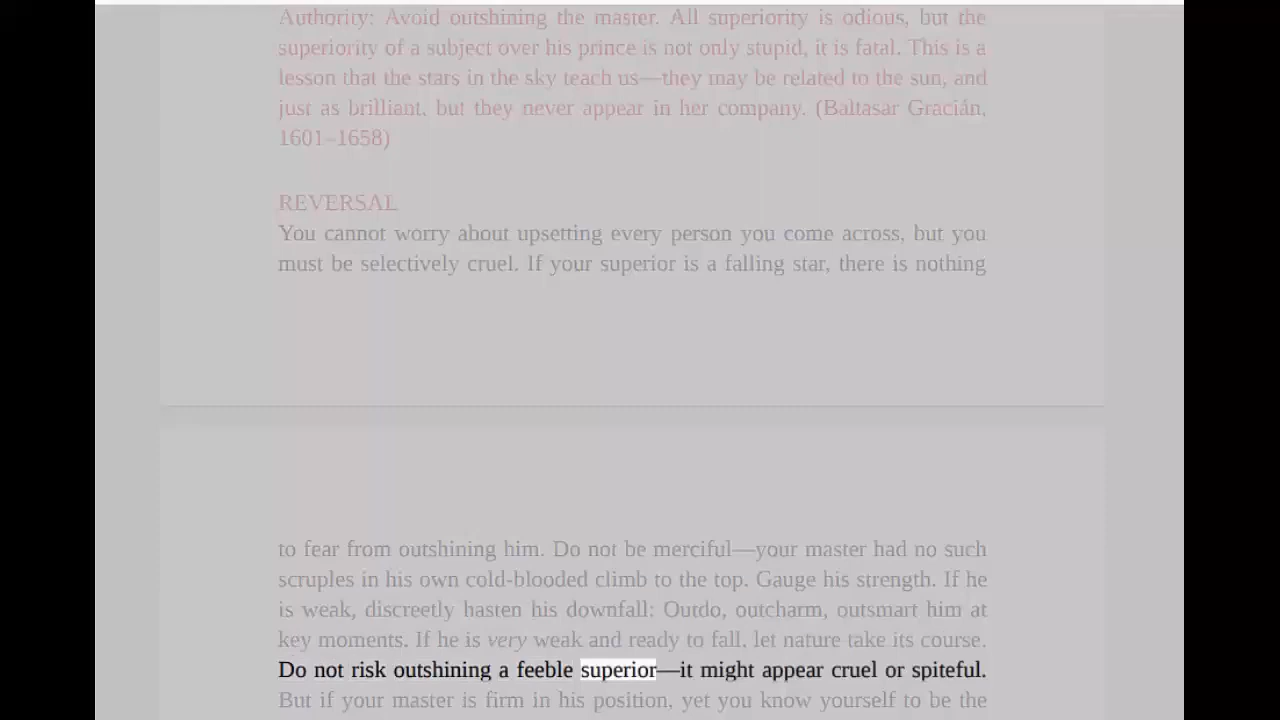 Authority: Avoid outshining the master. All superiority is odious, but the
superiority of a subject over his prince is not only stupid, it is fatal. This is a
lesson that the stars in the sky teach us—they may be related to the sun, and
just as brilliant, but they never appear in her company. (Baltasar Gracián,
1601–1658)
REVERSAL
You cannot worry about upsetting every person you come across, but you
must be selectively cruel. If your superior is a falling star, there is nothing
to fear from outshining him. Do not be merciful—your master had no such
scruples in his own cold-blooded climb to the top. Gauge his strength. If he
is weak, discreetly hasten his downfall: Outdo, outcharm, outsmart him at
key moments. If he is very weak and ready to fall, let nature take its course.
Do not risk outshining a feeble superior—it might appear cruel or spiteful.
But if your master is firm in his position, yet you know yourself to be the